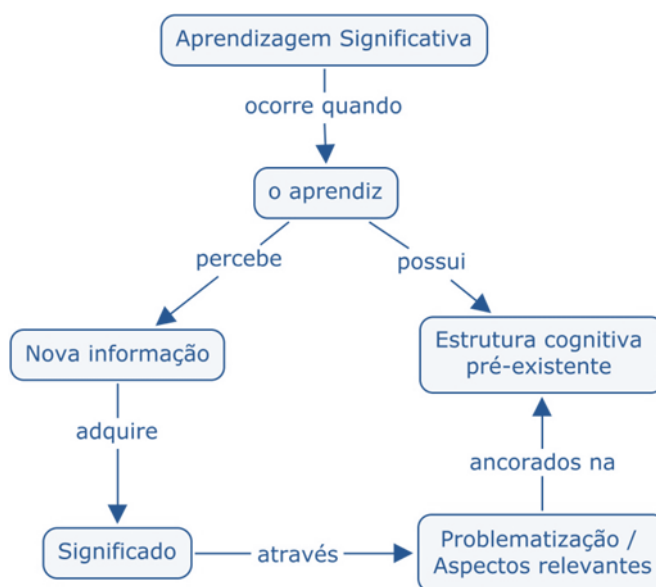 Aprendizagem Significativa
ocorre quando
o aprendiz
percebe
possui
Nova informação
Estrutura cognitiva
pré-existente
adquire
ancorados na
Significado
através
Problematização /
Aspectos relevantes